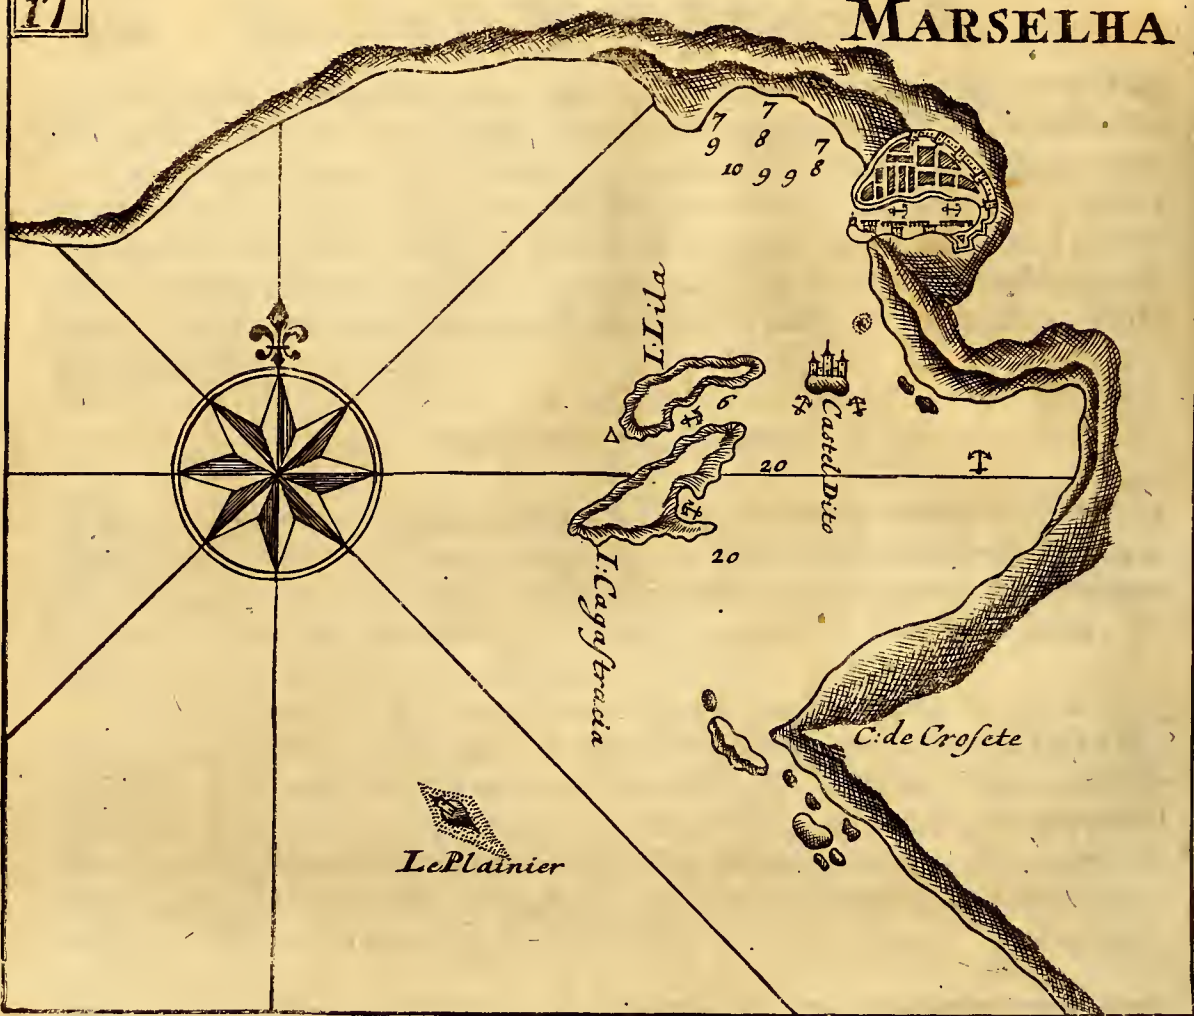 17
MARSELHA
7 7
9 8 7
10 9 9 8
I: Lila
6
Castel Dito
20
20
I: Cagaſtracia
C: de Croſete
Le Plainier